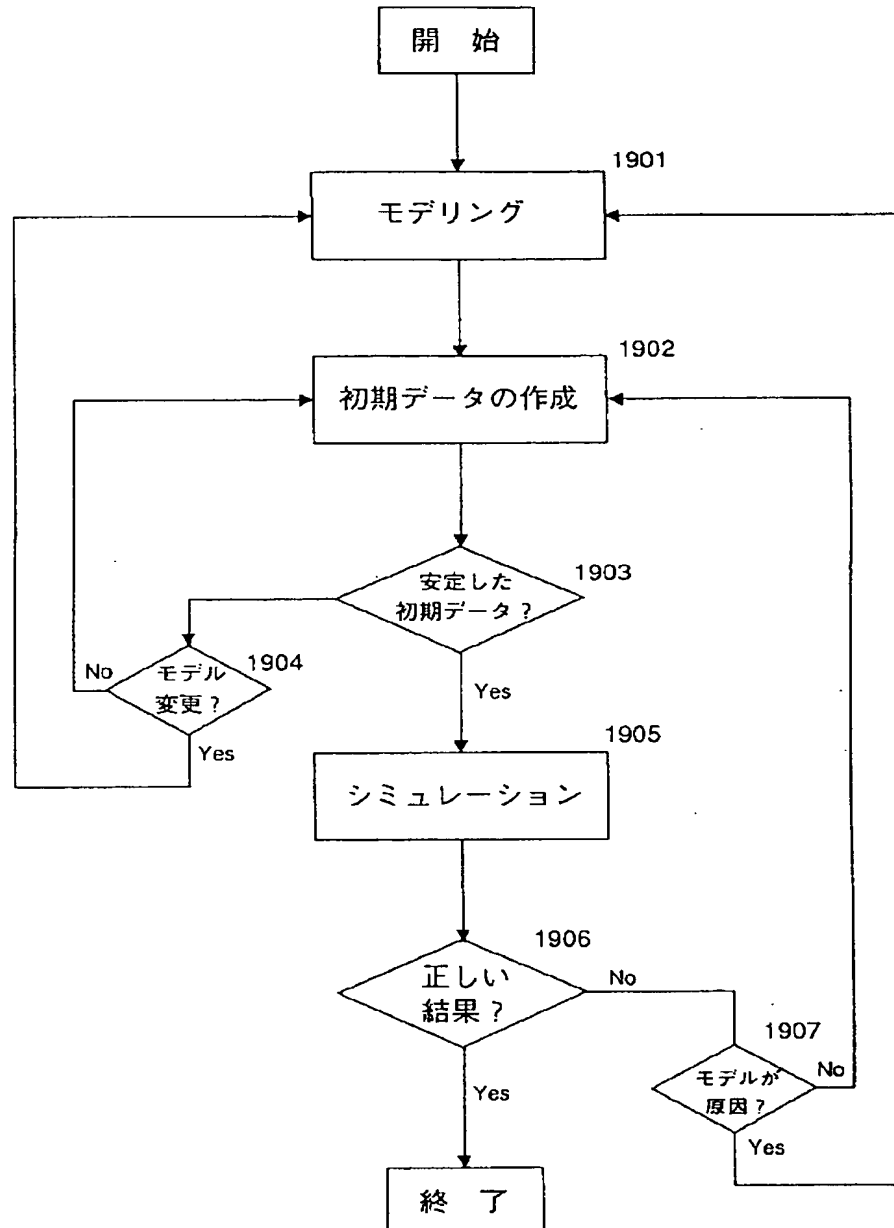 開 始
1901
モデリング
1902
初期データの作成
1903
安定した
初期データ?
1904
モデル
変更?
No
Yes
Yes
1905
シミュレーション
1906
正しい
結果?
No
1907
モデルが
原因?
No
Yes
Yes
終 了